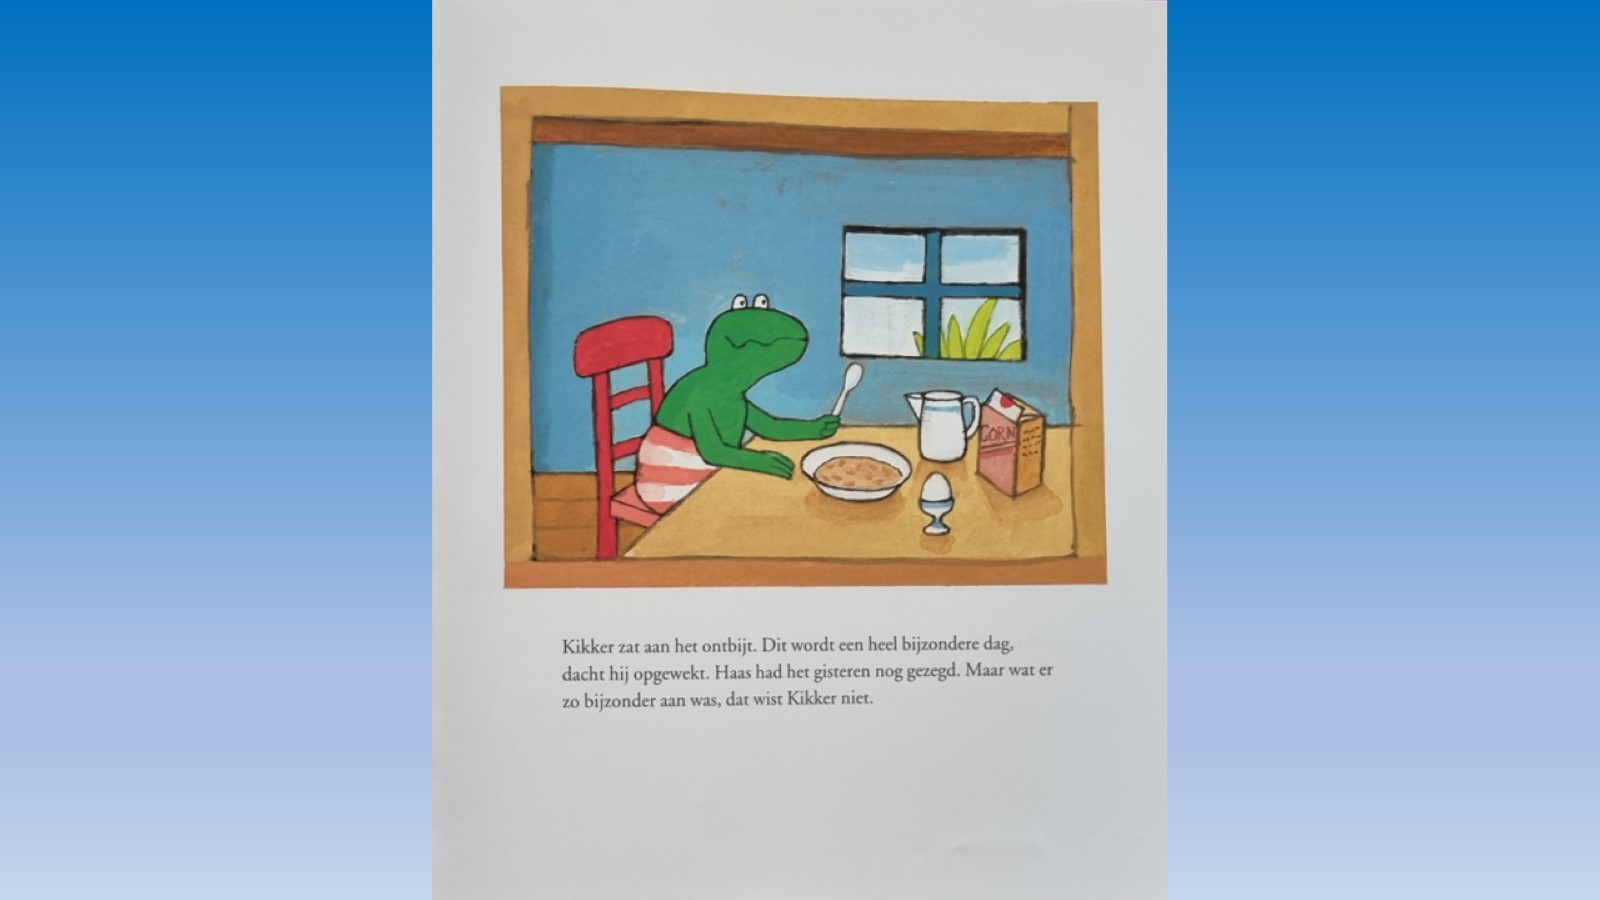 CORN
Kikker zat aan het ontbijt. Dit wordt een heel bijzondere dag,
dacht hij opgewekt. Haas had het gisteren nog gezegd. Maar wat er
zo bijzonder aan was, dat wist Kikker niet.